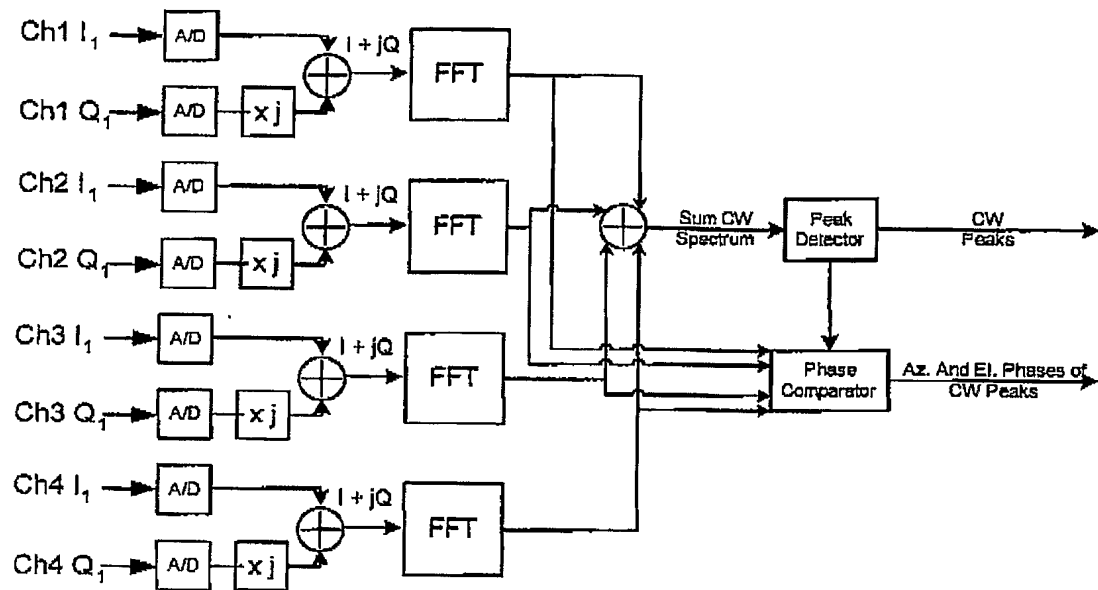 Ch1 I₁
A/D
I + jQ
FFT
Ch1 Q₁
A/D
x j
Ch2 I₁
A/D
I + jQ
FFT
Ch2 Q₁
A/D
x j
Sum CW
Spectrum
Peak
Detector
CW
Peaks
Ch3 I₁
A/D
I + jQ
FFT
Ch3 Q₁
A/D
x j
Phase
Comparator
Az. And El. Phases of
CW Peaks
Ch4 I₁
A/D
I + jQ
FFT
Ch4 Q₁
A/D
x j